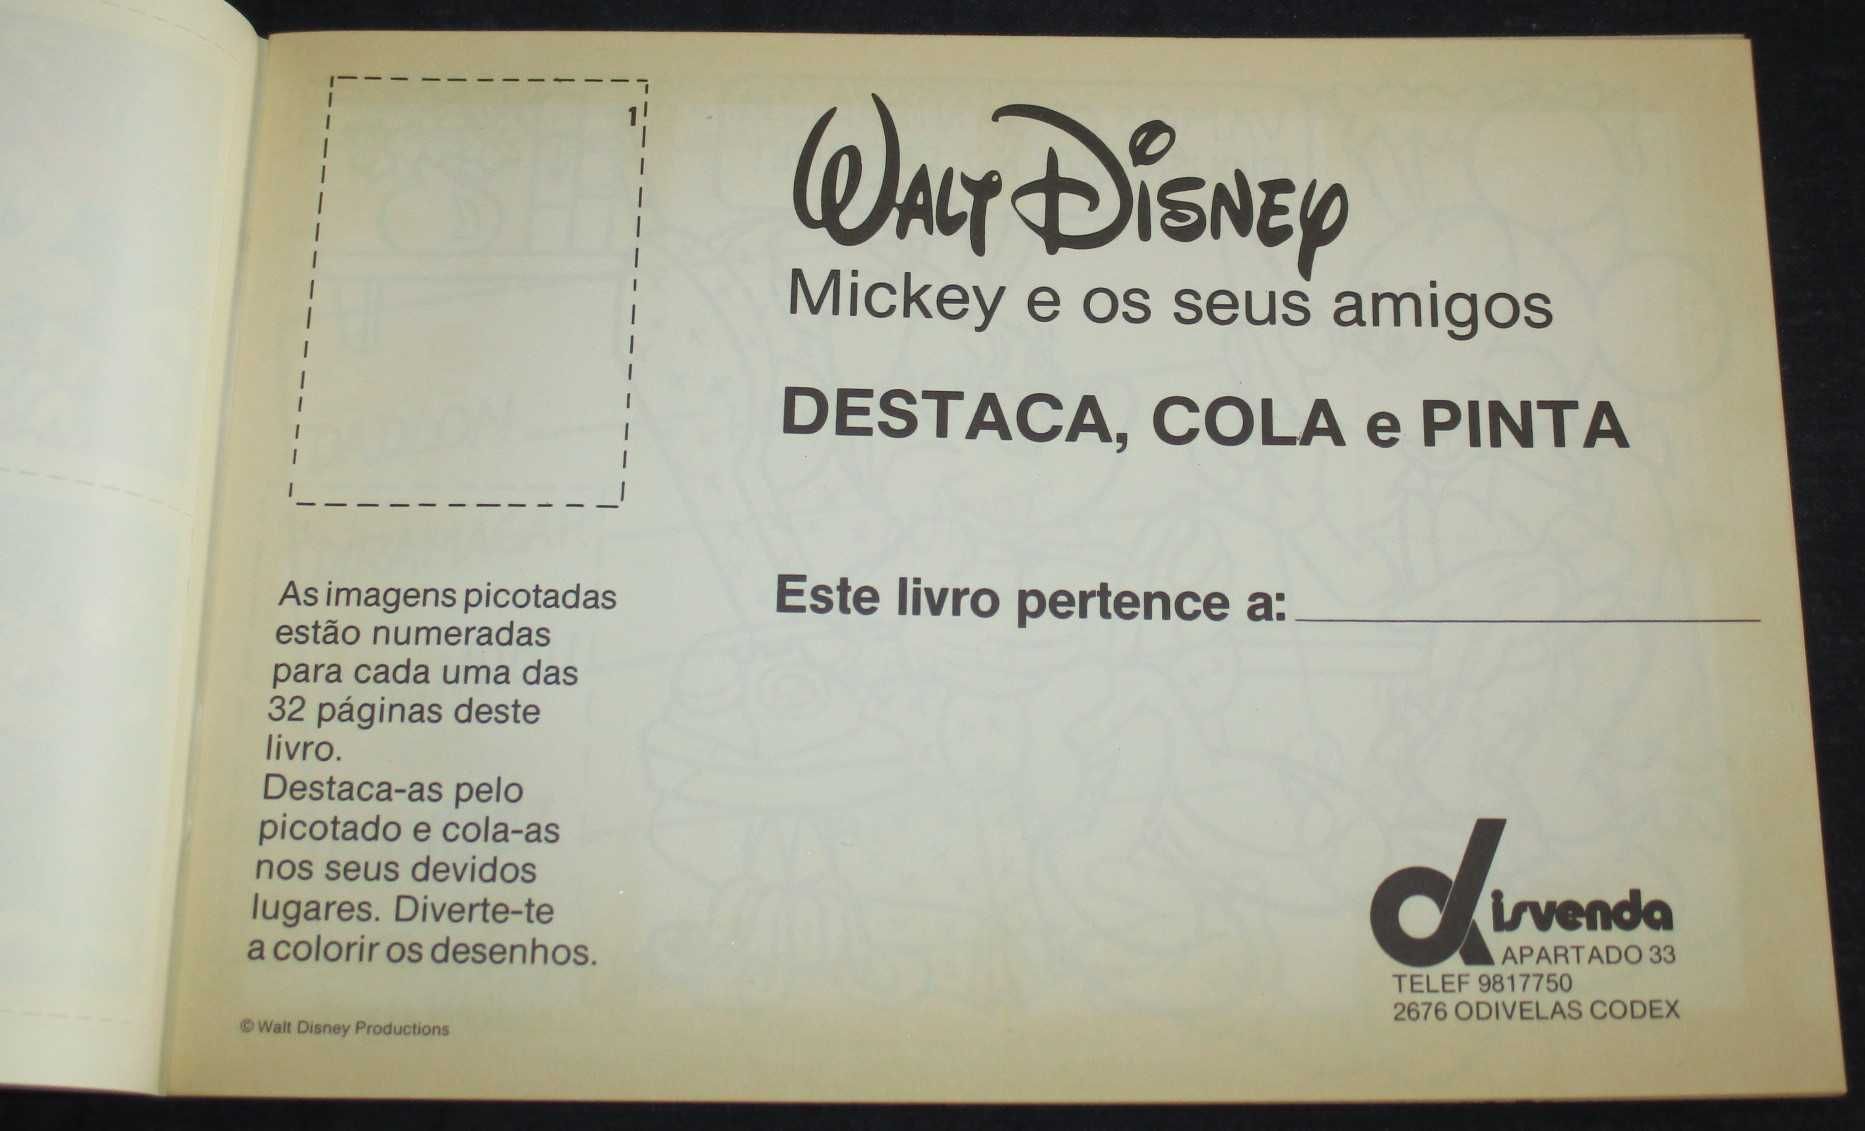 1
WALT DISNEY
Mickey e os seus amigos
DESTACA, COLA e PINTA
Este livro pertence a:
As imagens picotadas
estão numeradas
para cada uma das
32 páginas deste
livro.
Destaca-as pelo
picotado e cola-as
nos seus devidos
lugares. Diverte-te
a colorir os desenhos.
© Walt Disney Productions
disvenda
APARTADO 33
TELEF 9817750
2676 ODIVELAS CODEX